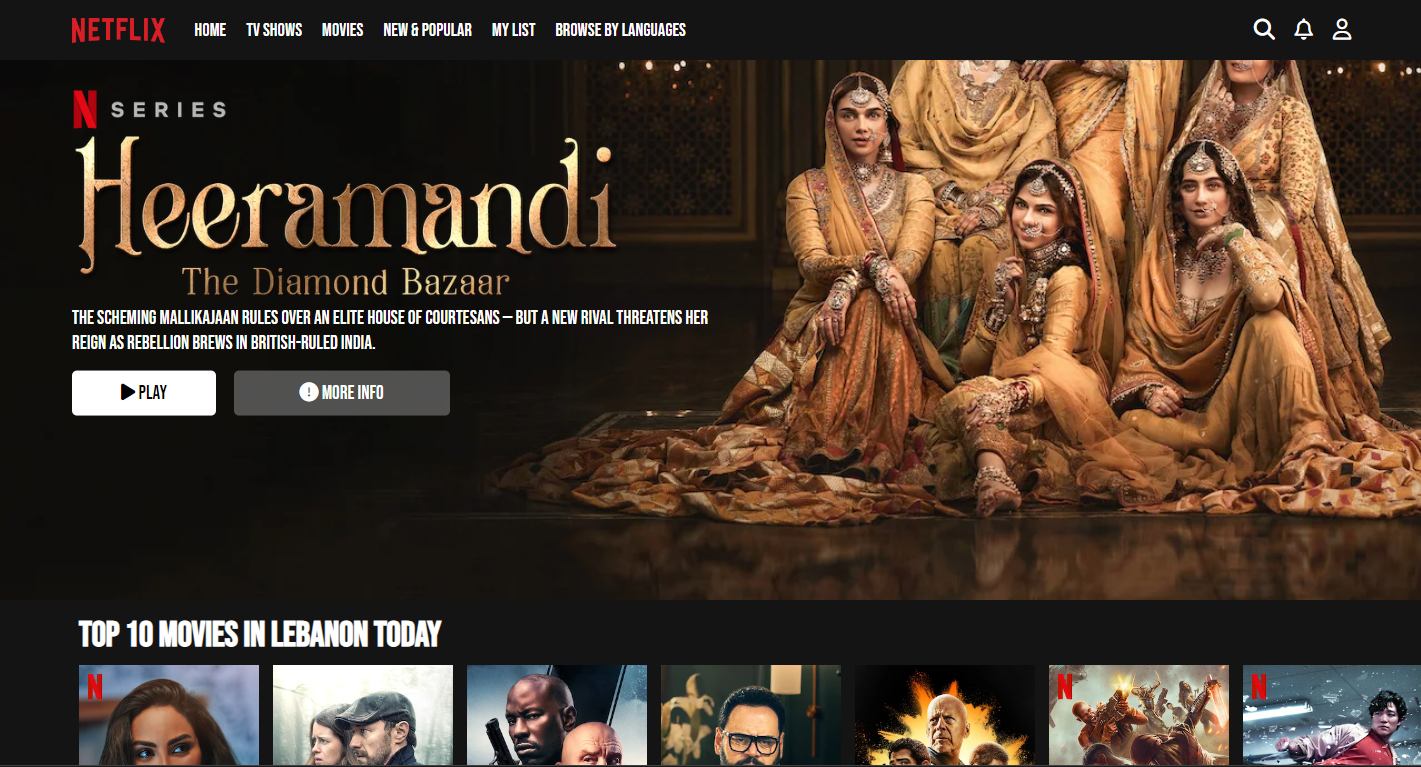 NETFLIX HOME TV SHOWS MOVIES NEW & POPULAR MY LIST BROWSE BY LANGUAGES
N SERIES
Heeramandi
The Diamond Bazaar
THE SCHEMING MALLIKAJAAN RULES OVER AN ELITE HOUSE OF COURTESANS — BUT A NEW RIVAL THREATENS HER
REIGN AS REBELLION BREWS IN BRITISH-RULED INDIA.
PLAY ! MORE INFO
TOP 10 MOVIES IN LEBANON TODAY
N N N